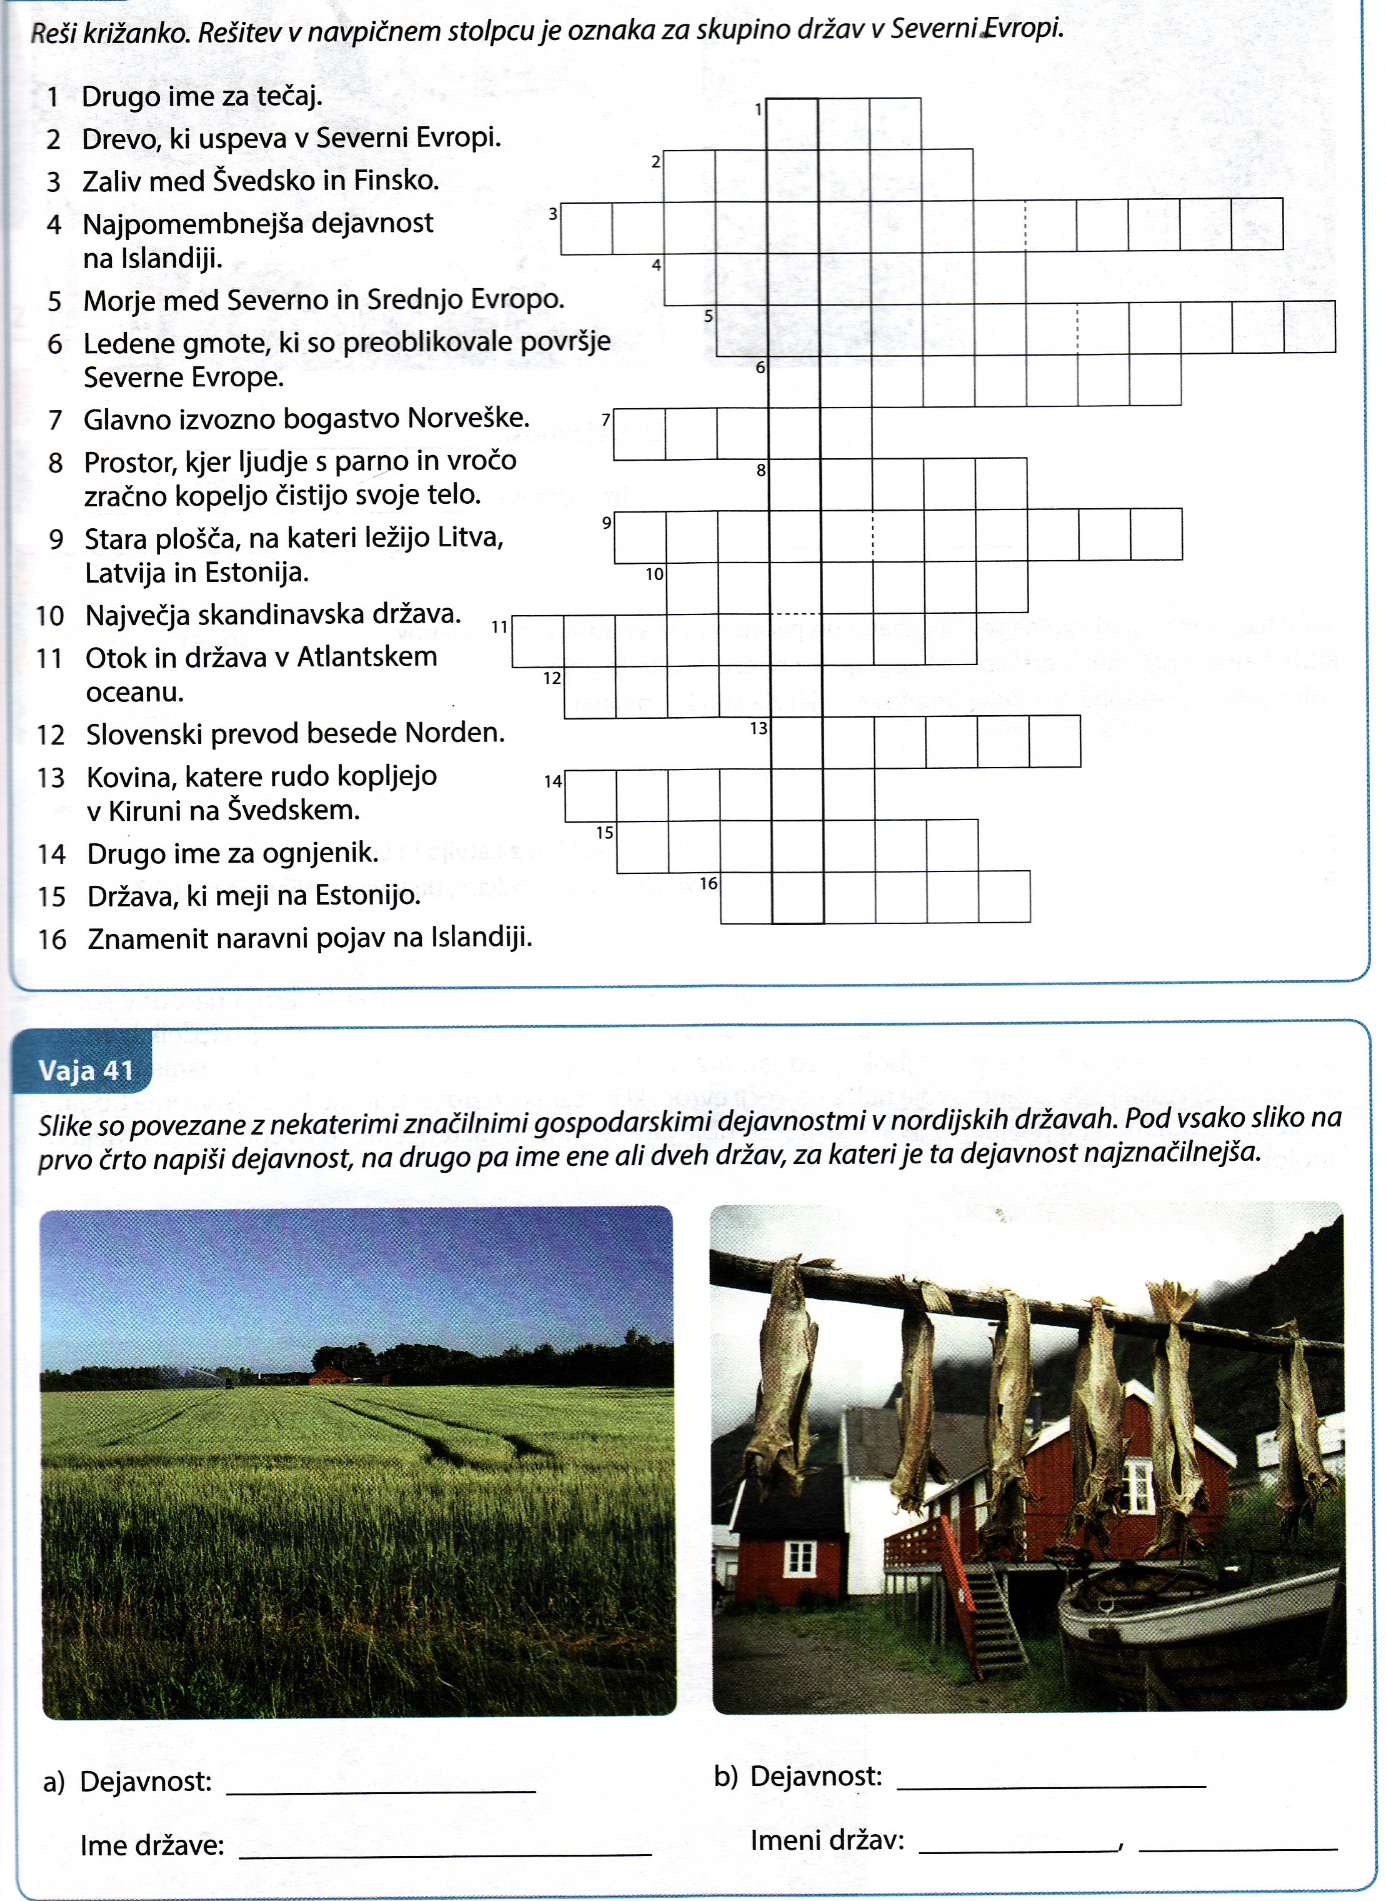 Reši križanko. Rešitev v navpičnem stolpcu je oznaka za skupino držav v Severni Evropi.
1 Drugo ime za tečaj.
2 Drevo, ki uspeva v Severni Evropi.
3 Zaliv med Švedsko in Finsko.
4 Najpomembnejša dejavnost
na Islandiji.
5 Morje med Severno in Srednjo Evropo.
6 Ledene gmote, ki so preoblikovale površje
Severne Evrope.
7 Glavno izvozno bogastvo Norveške.
8 Prostor, kjer ljudje s parno in vročo
zračno kopeljo čistijo svoje telo.
9 Stara plošča, na kateri ležijo Litva,
Latvija in Estonija.
10 Največja skandinavska država.
11 Otok in država v Atlantskem
oceanu.
12 Slovenski prevod besede Norden.
13 Kovina, katere rudo kopljejo
v Kiruni na Švedskem.
14 Drugo ime za ognjenik.
15 Država, ki meji na Estonijo.
16 Znamenit naravni pojav na Islandiji.
1
2
3
4
5
6
7
8
9
10
11
12
13
14
15
16
Vaja 41
Slike so povezane z nekaterimi značilnimi gospodarskimi dejavnostmi v nordijskih državah. Pod vsako sliko na
prvo črto napiši dejavnost, na drugo pa ime ene ali dveh držav, za kateri je ta dejavnost najznačilnejša.
a) Dejavnost:
Ime države:
b) Dejavnost:
Imeni držav: ,